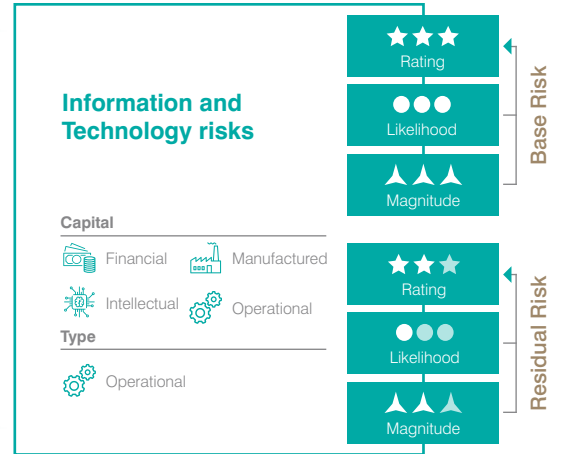 Information and
Technology risks
Capital
Financial
Manufactured
Intellectual
Operational
Type
Operational
Rating
Likelihood
Magnitude
Base Risk
Rating
Likelihood
Magnitude
Residual Risk